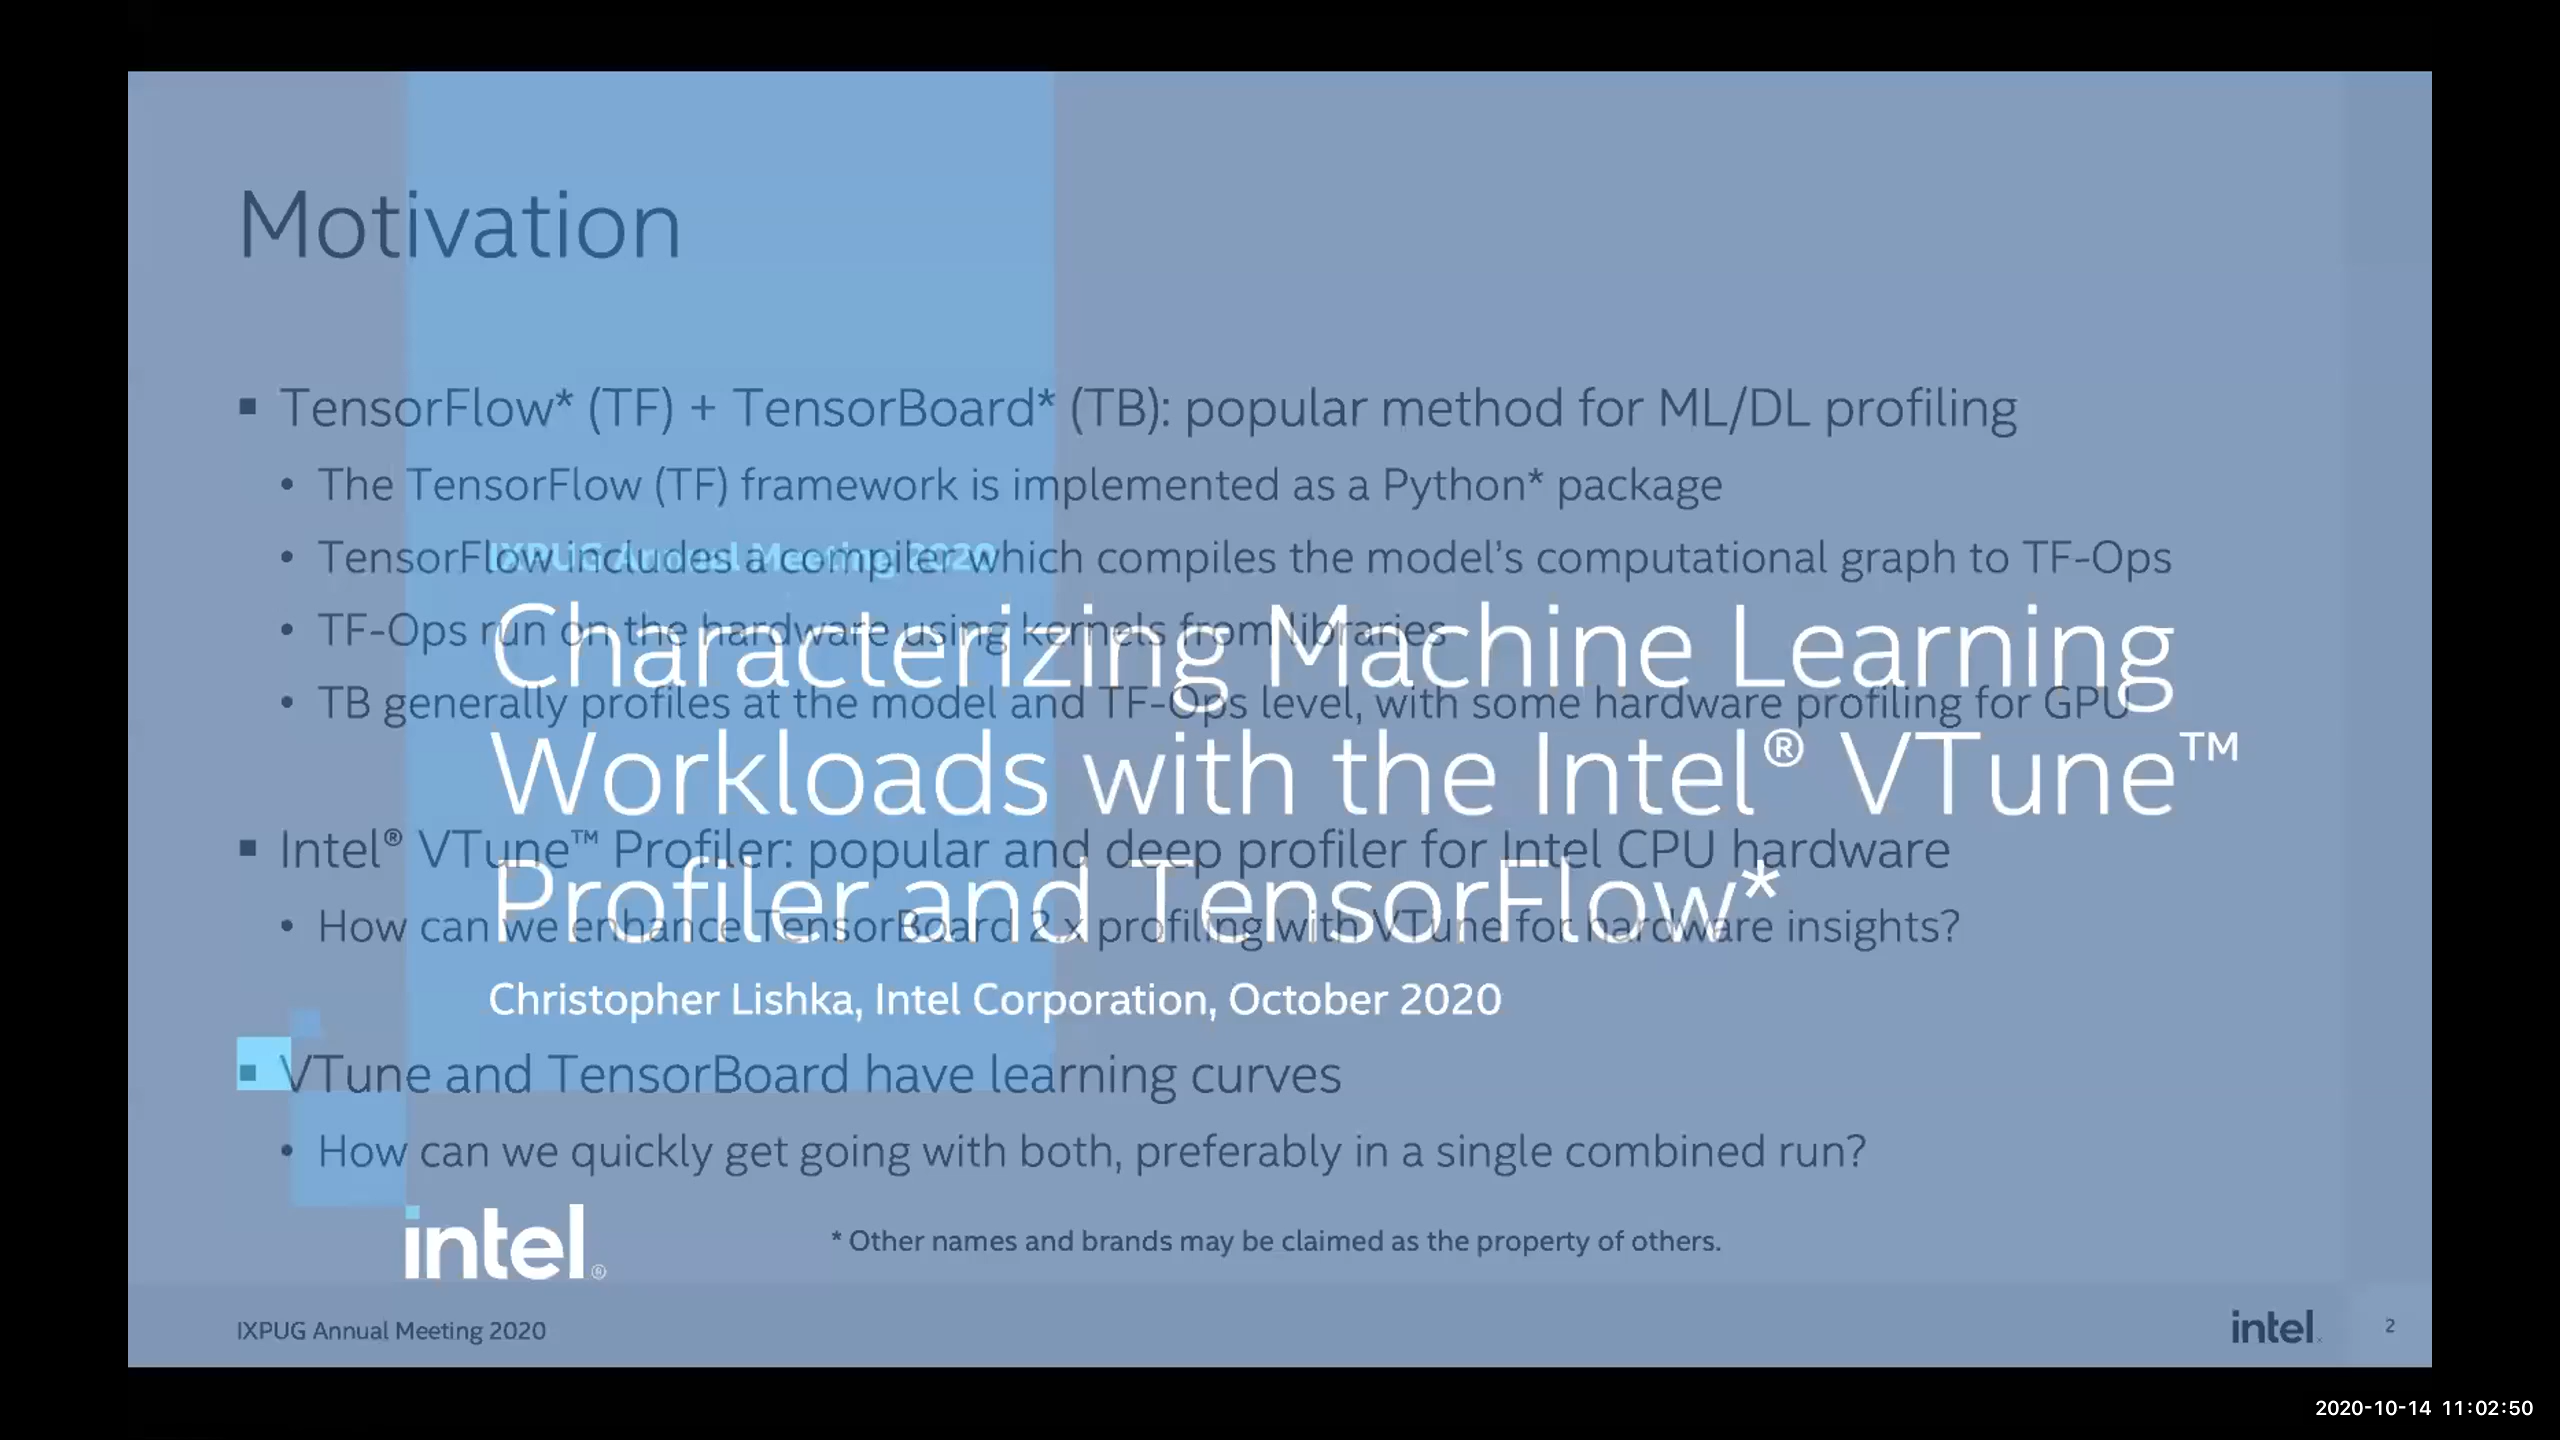 Motivation
▪ TensorFlow* (TF) + TensorBoard* (TB): popular method for ML/DL profiling
• The TensorFlow (TF) framework is implemented as a Python* package
• TensorFlow includes a compiler which compiles the model's computational graph to TF-Ops
• TF-Ops run on the hardware using kernels from libraries
• TB generally profiles at the model and TF-Ops level, with some hardware profiling for GPU
▪ Intel® VTune™ Profiler: popular and deep profiler for Intel CPU hardware
• How can we enhance TensorBoard 2.x profiling with VTune for hardware insights?
▪ VTune and TensorBoard have learning curves
• How can we quickly get going with both, preferably in a single combined run?
* Other names and brands may be claimed as the property of others.
IXPUG Annual Meeting 2020
intel.
2
IXPUG Annual Meeting 2020
Characterizing Machine Learning
Workloads with the Intel® VTune™
Profiler and TensorFlow*
Christopher Lishka, Intel Corporation, October 2020
intel®
2020-10-14 11:02:50